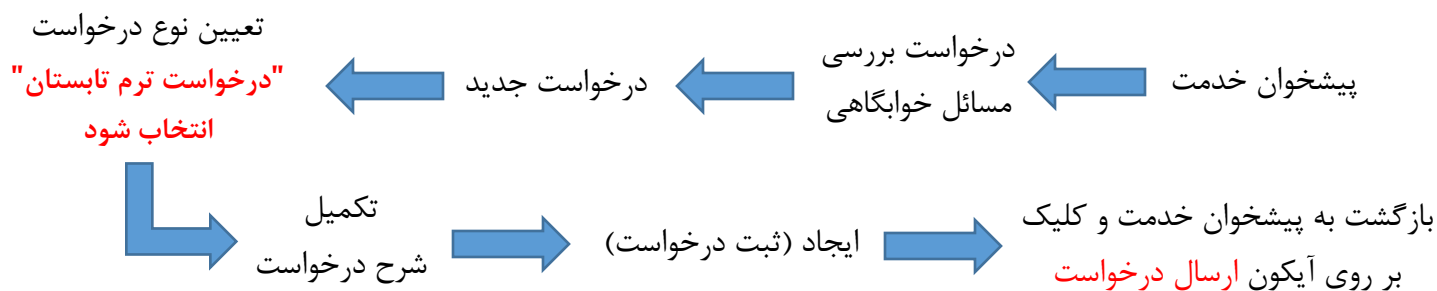 پیشخوان خدمت
درخواست بررسی
مسائل خوابگاهی
درخواست جدید
تعیین نوع درخواست
"درخواست ترم تابستان"
انتخاب شود
تکمیل
شرح درخواست
ایجاد (ثبت درخواست)
بازگشت به پیشخوان خدمت و کلیک
بر روی آیکون ارسال درخواست